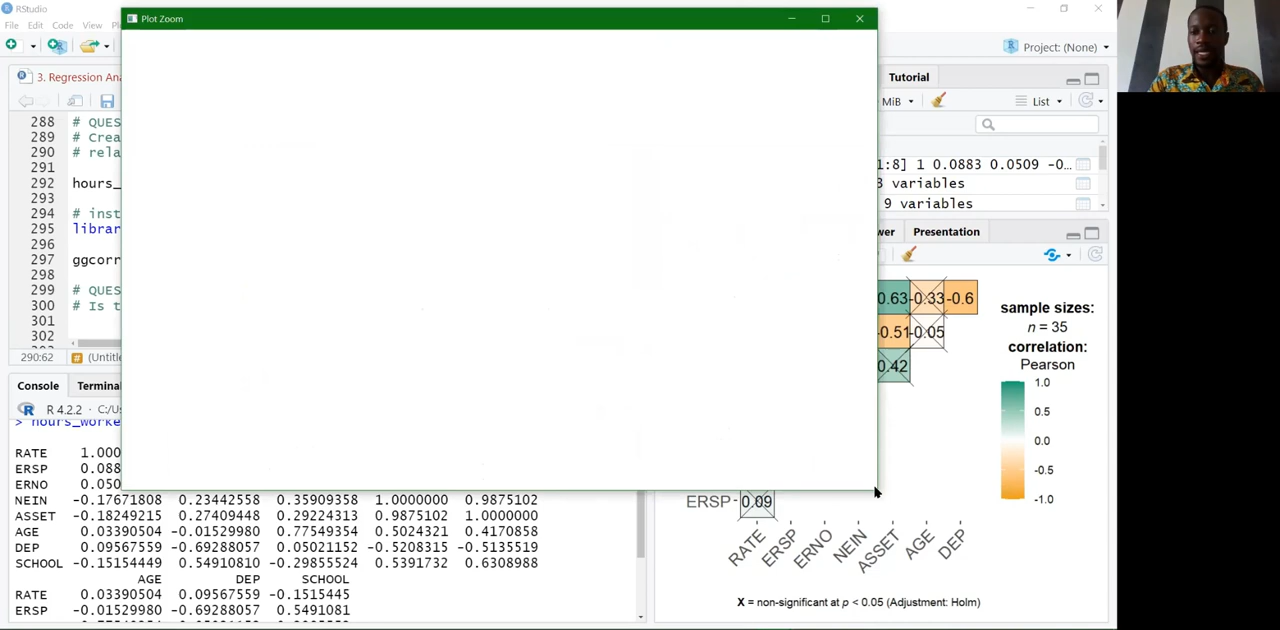 RStudio
Plot Zoom
File Edit Code View
Project: (None)
3. Regression Ana
Tutorial
MiB
List
288 # QUES
289 # Crea
290 # rela
291
292 hours_
293
294 # inst
295 librar
296
297 ggcorr
298
299 # QUES
300 # Is t
301
302
290:62 (Untitle
1:8] 1 0.0883 0.0509 -0...
3 variables
9 variables
wer Presentation
Console Terminal
R 4.2.2 · C:/Us
> hours_worke
RATE 1.000
ERSP 0.088
ERNO 0.050
NEIN -0.17671808 0.23442558 0.35909358 1.0000000 0.9875102
ASSET -0.18249215 0.27409448 0.29224313 0.9875102 1.0000000
AGE 0.03390504 -0.01529980 0.77549354 0.5024321 0.4170858
DEP 0.09567559 -0.69288057 0.05021152 -0.5208315 -0.5135519
SCHOOL -0.15154449 0.54910810 -0.29855524 0.5391732 0.6308988
AGE DEP SCHOOL
RATE 0.03390504 0.09567559 -0.1515445
ERSP -0.01529980 -0.69288057 0.5491081
0.63 -0.33 -0.6
-0.51 -0.05
0.42
ERSP 0.09
RATE ERSP ERNO NEIN ASSET AGE DEP
sample sizes:
n = 35
correlation:
Pearson
1.0
0.5
0.0
-0.5
-1.0
X = non-significant at p < 0.05 (Adjustment: Holm)